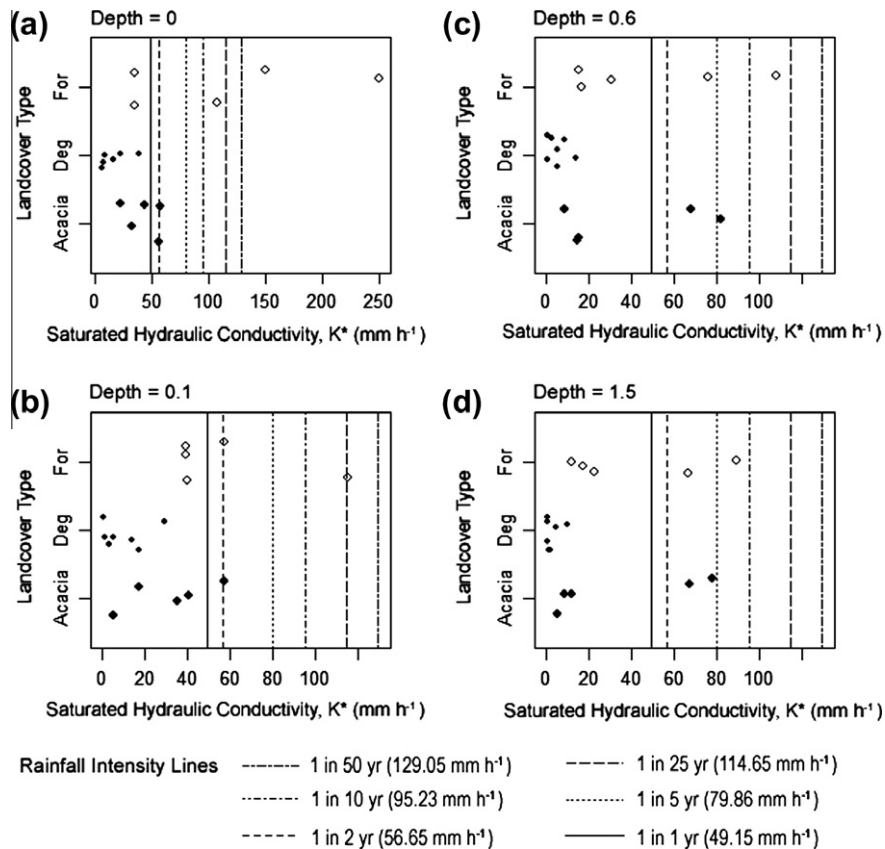 (a)
Depth = 0
Landcover Type
For
Deg
Acacia
0 50 100 150 200 250
Saturated Hydraulic Conductivity, K* (mm h⁻¹)
(c)
Depth = 0.6
Landcover Type
For
Deg
Acacia
0 20 40 60 80 100
Saturated Hydraulic Conductivity, K* (mm h⁻¹)
(b)
Depth = 0.1
Landcover Type
For
Deg
Acacia
0 20 40 60 80 100
Saturated Hydraulic Conductivity, K* (mm h⁻¹)
(d)
Depth = 1.5
Landcover Type
For
Deg
Acacia
0 20 40 60 80 100
Saturated Hydraulic Conductivity, K* (mm h⁻¹)
Rainfall Intensity Lines
1 in 50 yr (129.05 mm h⁻¹)
1 in 25 yr (114.65 mm h⁻¹)
1 in 10 yr (95.23 mm h⁻¹)
1 in 5 yr (79.86 mm h⁻¹)
1 in 2 yr (56.65 mm h⁻¹)
1 in 1 yr (49.15 mm h⁻¹)